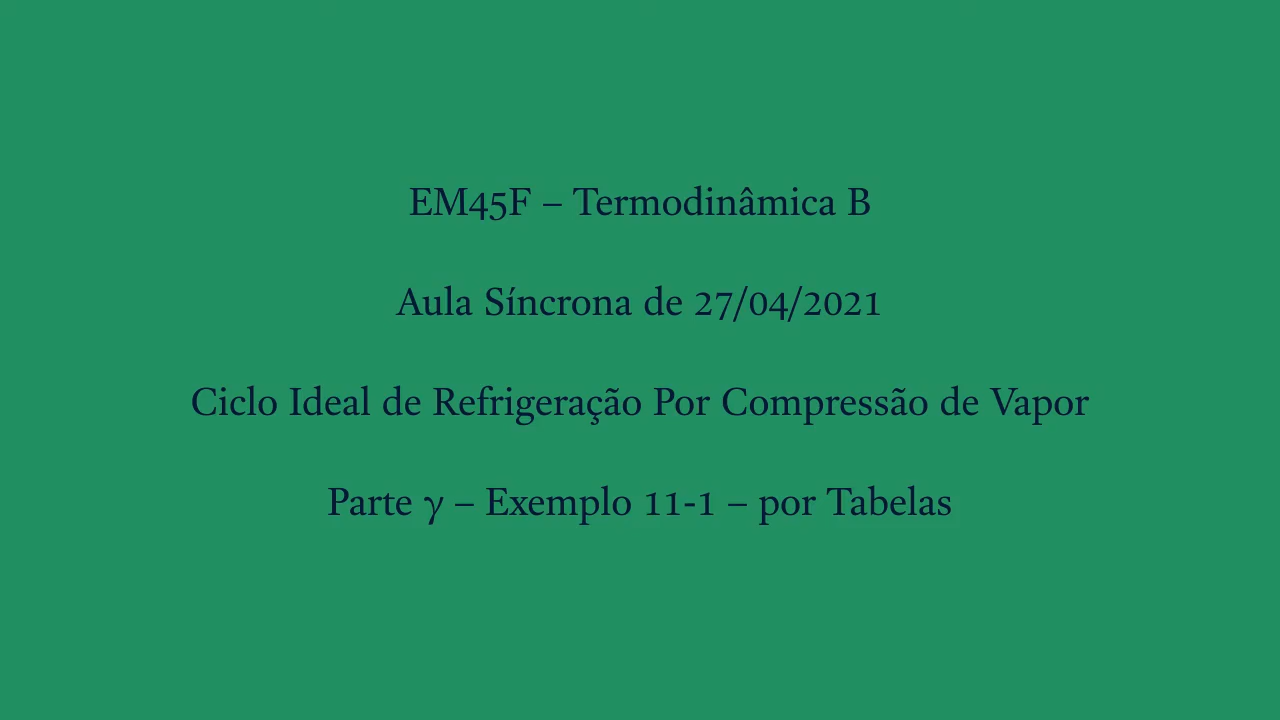 EM45F – Termodinâmica B
Aula Síncrona de 27/04/2021
Ciclo Ideal de Refrigeração Por Compressão de Vapor
Parte γ – Exemplo 11-1 – por Tabelas